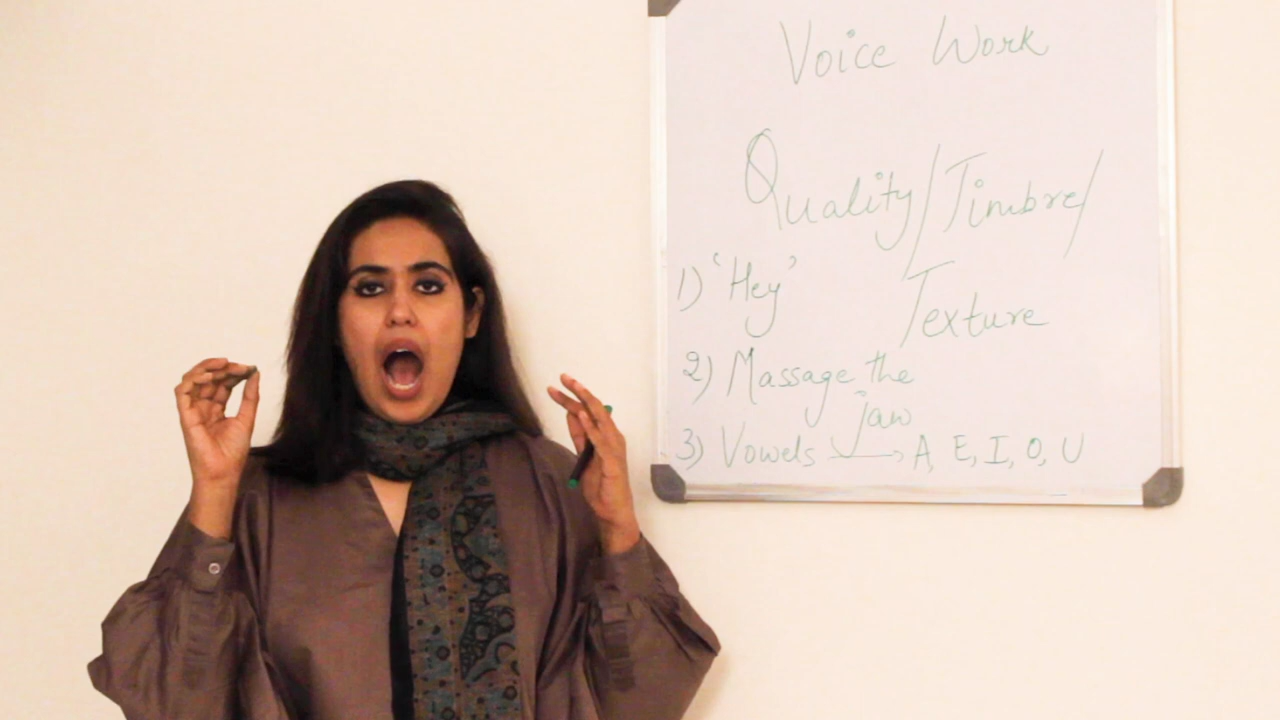 Voice Work
Quality/Timbre/
Texture
1) 'Hey'
2) Massage the
jaw
3) Vowels → A, E, I, O, U